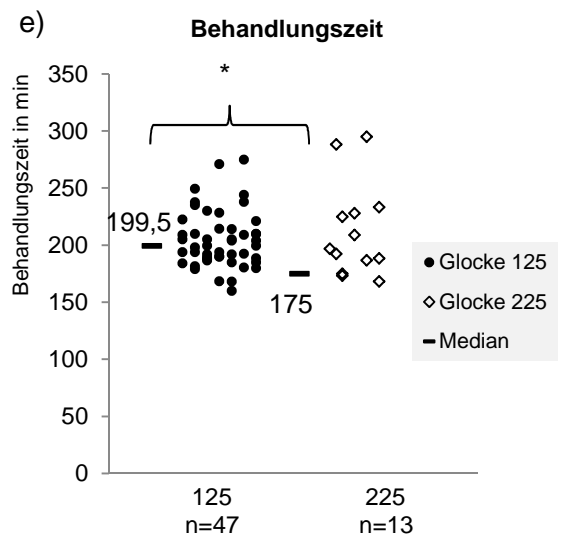 e)
Behandlungszeit
*
Behandlungszeit in min
350
300
250
200
150
100
50
0
199,5
175
Glocke 125
Glocke 225
Median
125
n=47
225
n=13